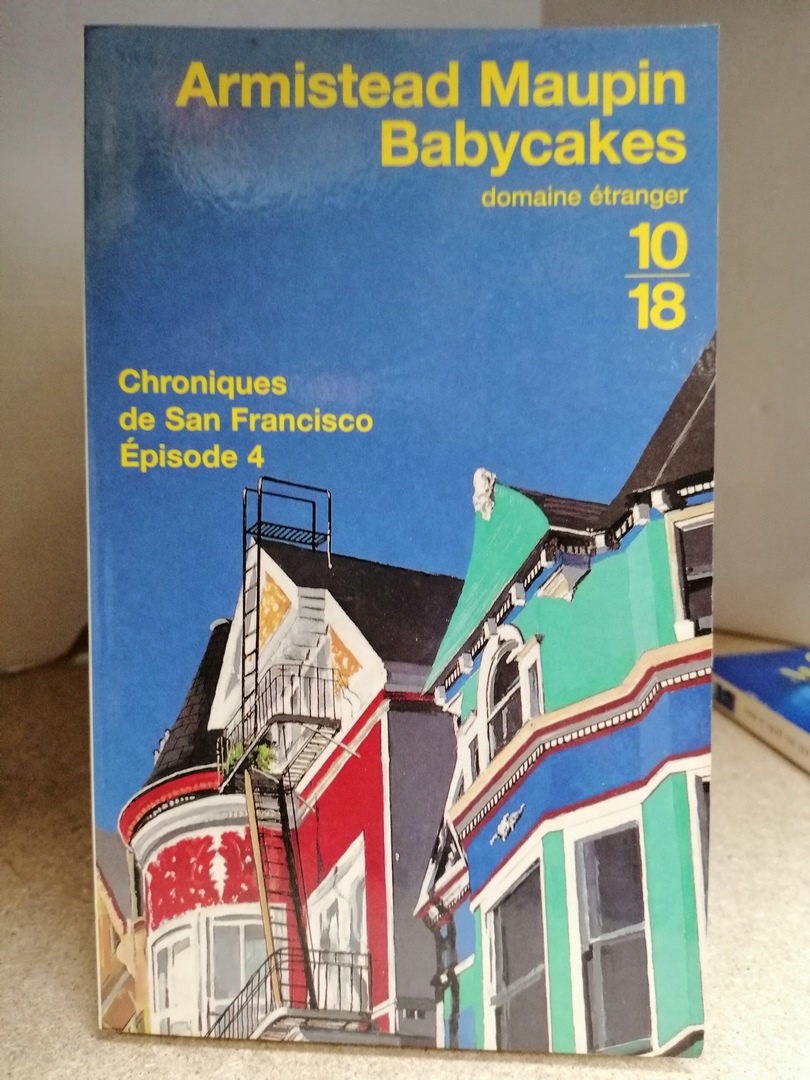 Armistead Maupin
Babycakes
domaine étranger
10
18
Chroniques
de San Francisco
Épisode 4